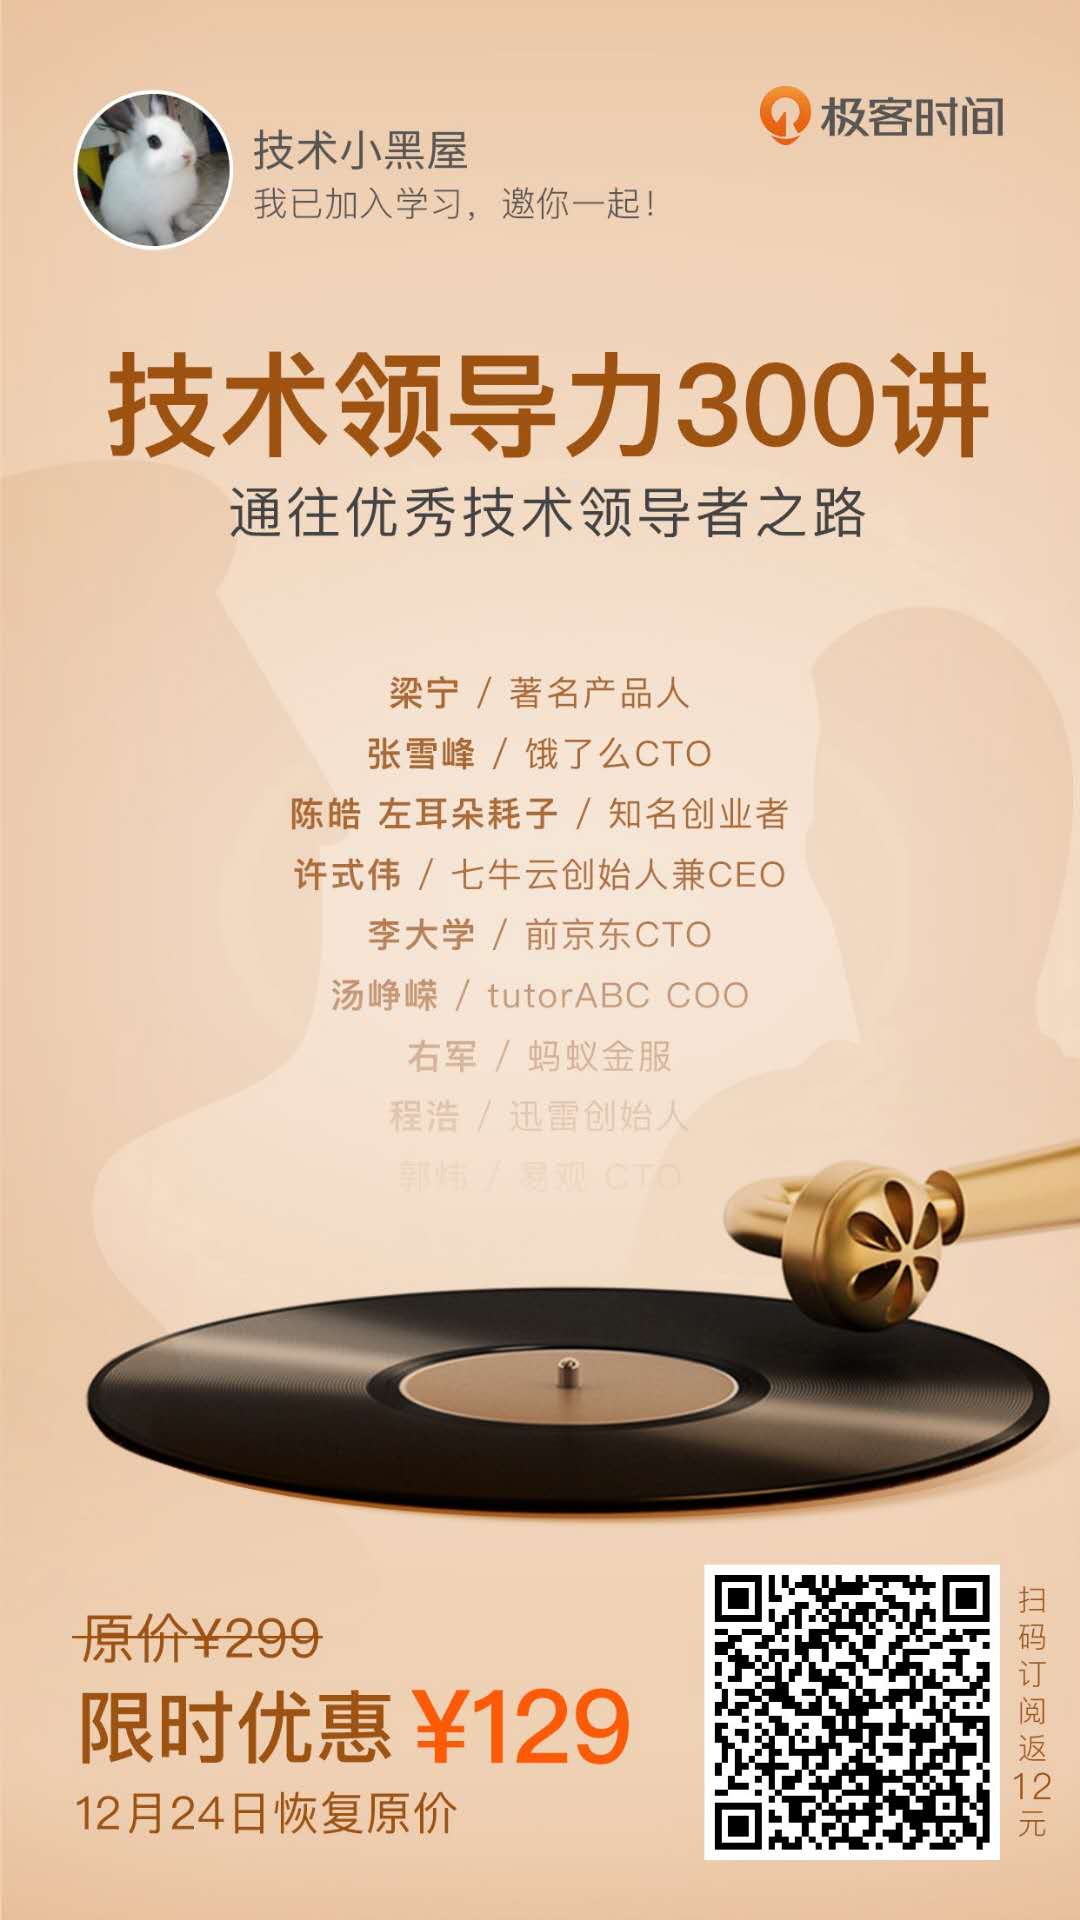 技术小黑屋
我已加入学习，邀你一起！
极客时间
技术领导力300讲
通往优秀技术领导者之路
梁宁 / 著名产品人
张雪峰 / 饿了么CTO
陈皓 左耳朵耗子 / 知名创业者
许式伟 / 七牛云创始人兼CEO
李大学 / 前京东CTO
汤峥嵘 / tutorABC COO
右军 / 蚂蚁金服
程浩 / 迅雷创始人
郭炜 / 易观 CTO
原价¥299
限时优惠 ¥129
12月24日恢复原价
扫码订阅返12元